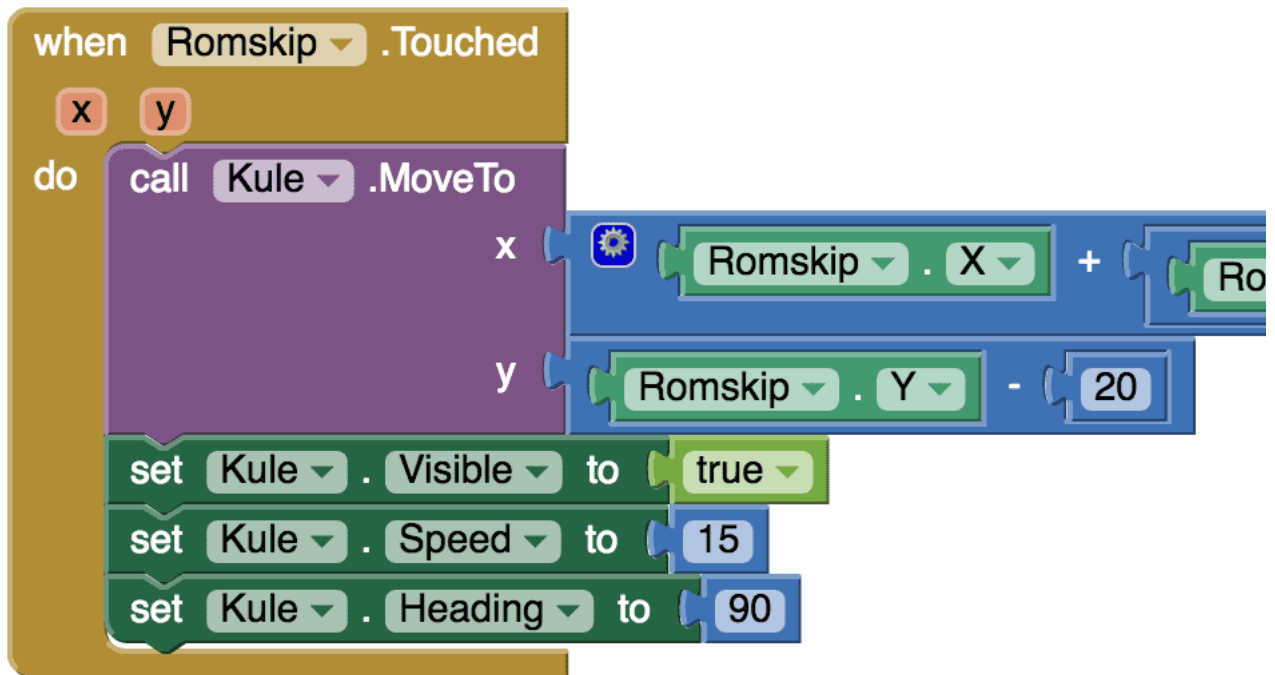 when Romskip .Touched
x y
do call Kule .MoveTo
x Romskip . X + Ro
y Romskip . Y - 20
set Kule . Visible to true
set Kule . Speed to 15
set Kule . Heading to 90